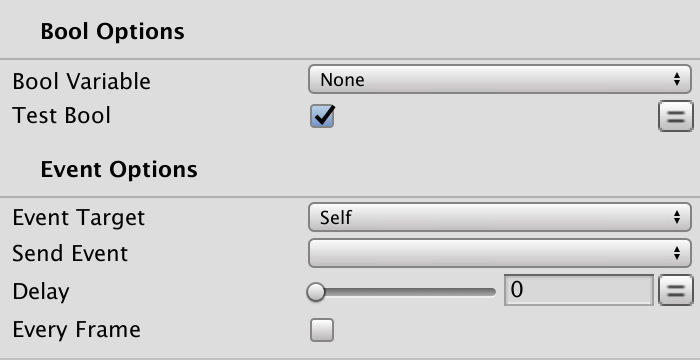 Bool Options
Bool Variable None
Test Bool
Event Options
Event Target Self
Send Event
Delay 0
Every Frame